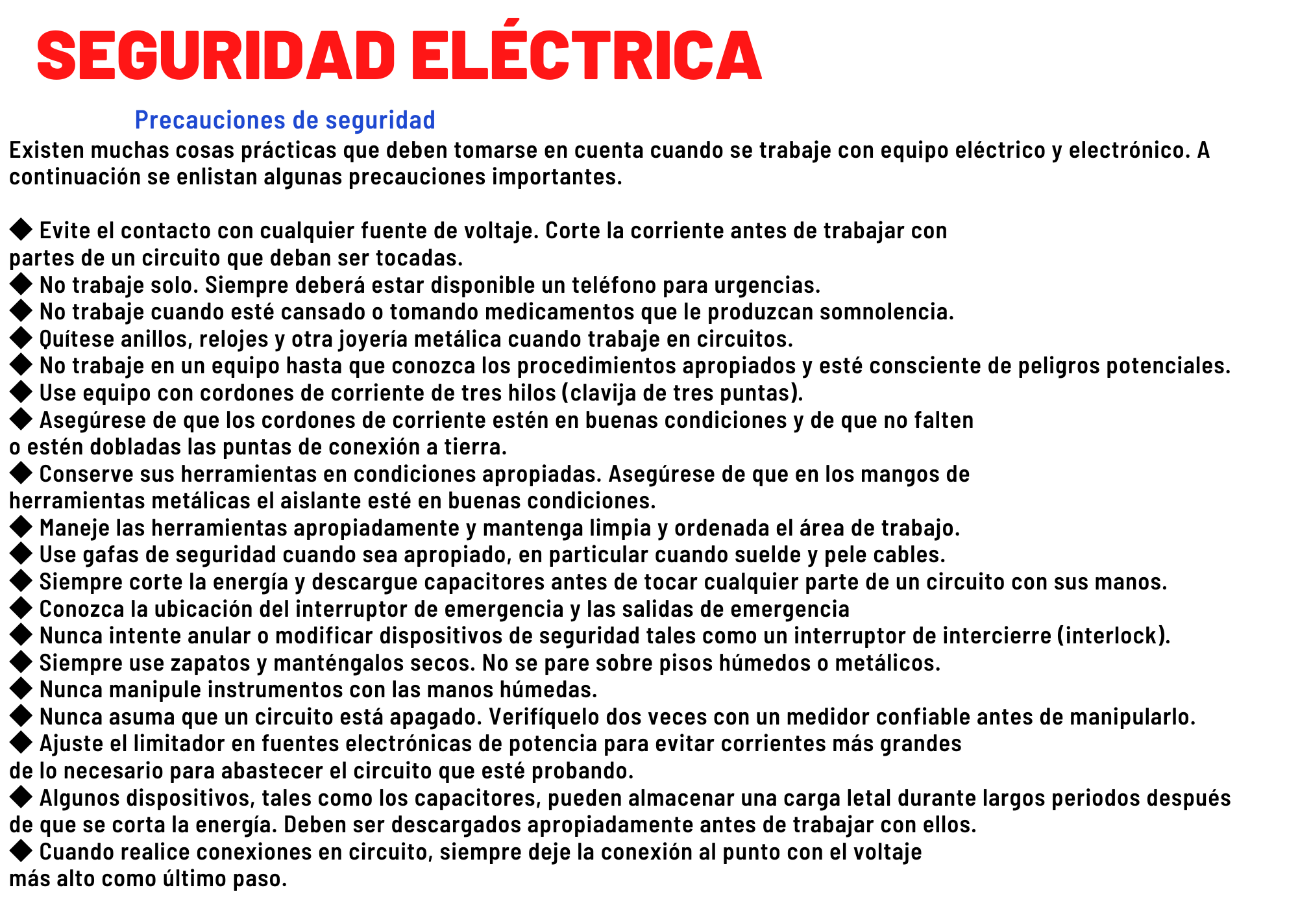 SEGURIDAD ELÉCTRICA
Precauciones de seguridad
Existen muchas cosas prácticas que deben tomarse en cuenta cuando se trabaje con equipo eléctrico y electrónico. A
continuación se enlistan algunas precauciones importantes.
◆ Evite el contacto con cualquier fuente de voltaje. Corte la corriente antes de trabajar con
partes de un circuito que deban ser tocadas.
◆ No trabaje solo. Siempre deberá estar disponible un teléfono para urgencias.
◆ No trabaje cuando esté cansado o tomando medicamentos que le produzcan somnolencia.
◆ Quítese anillos, relojes y otra joyería metálica cuando trabaje en circuitos.
◆ No trabaje en un equipo hasta que conozca los procedimientos apropiados y esté consciente de peligros potenciales.
◆ Use equipo con cordones de corriente de tres hilos (clavija de tres puntas).
◆ Asegúrese de que los cordones de corriente estén en buenas condiciones y de que no falten
o estén dobladas las puntas de conexión a tierra.
◆ Conserve sus herramientas en condiciones apropiadas. Asegúrese de que en los mangos de
herramientas metálicas el aislante esté en buenas condiciones.
◆ Maneje las herramientas apropiadamente y mantenga limpia y ordenada el área de trabajo.
◆ Use gafas de seguridad cuando sea apropiado, en particular cuando suelde y pele cables.
◆ Siempre corte la energía y descargue capacitores antes de tocar cualquier parte de un circuito con sus manos.
◆ Conozca la ubicación del interruptor de emergencia y las salidas de emergencia
◆ Nunca intente anular o modificar dispositivos de seguridad tales como un interruptor de intercierre (interlock).
◆ Siempre use zapatos y manténgalos secos. No se pare sobre pisos húmedos o metálicos.
◆ Nunca manipule instrumentos con las manos húmedas.
◆ Nunca asuma que un circuito está apagado. Verifíquelo dos veces con un medidor confiable antes de manipularlo.
◆ Ajuste el limitador en fuentes electrónicas de potencia para evitar corrientes más grandes
de lo necesario para abastecer el circuito que esté probando.
◆ Algunos dispositivos, tales como los capacitores, pueden almacenar una carga letal durante largos periodos después
de que se corta la energía. Deben ser descargados apropiadamente antes de trabajar con ellos.
◆ Cuando realice conexiones en circuito, siempre deje la conexión al punto con el voltaje
más alto como último paso.